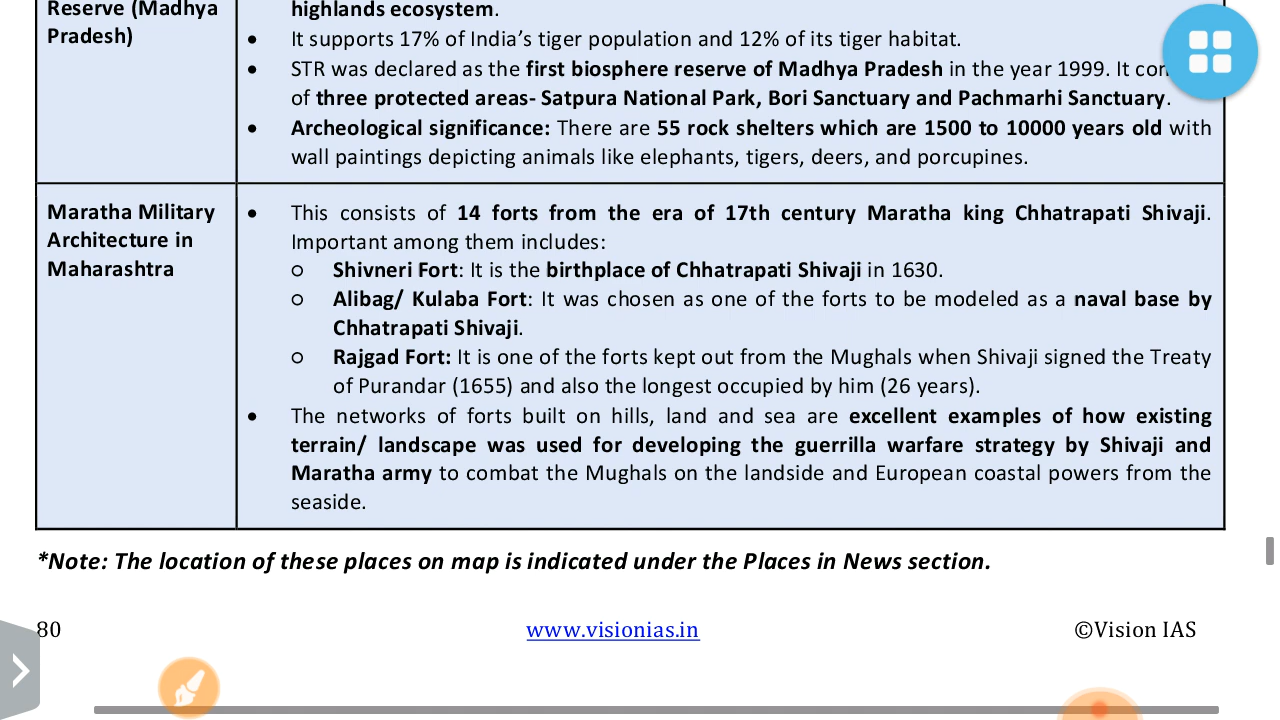 Reserve (Madhya
Pradesh)
highlands ecosystem.
● It supports 17% of India’s tiger population and 12% of its tiger habitat.
● STR was declared as the first biosphere reserve of Madhya Pradesh in the year 1999. It
of three protected areas- Satpura National Park, Bori Sanctuary and Pachmarhi Sanctuary.
● Archeological significance: There are 55 rock shelters which are 1500 to 10000 years old with
wall paintings depicting animals like elephants, tigers, deers, and porcupines.
Maratha Military
Architecture in
Maharashtra
● This consists of 14 forts from the era of 17th century Maratha king Chhatrapati Shivaji.
Important among them includes:
○ Shivneri Fort: It is the birthplace of Chhatrapati Shivaji in 1630.
○ Alibag/ Kulaba Fort: It was chosen as one of the forts to be modeled as a naval base by
Chhatrapati Shivaji.
○ Rajgad Fort: It is one of the forts kept out from the Mughals when Shivaji signed the Treaty
of Purandar (1655) and also the longest occupied by him (26 years).
● The networks of forts built on hills, land and sea are excellent examples of how existing
terrain/ landscape was used for developing the guerrilla warfare strategy by Shivaji and
Maratha army to combat the Mughals on the landside and European coastal powers from the
seaside.
*Note: The location of these places on map is indicated under the Places in News section.
80
www.visionias.in
©Vision IAS